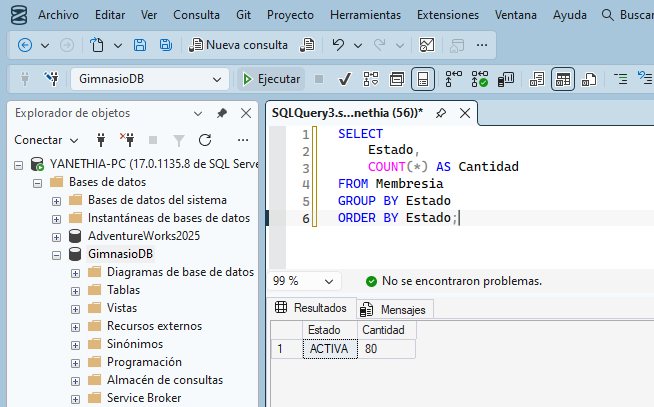 Archivo Editar Ver Consulta Git Proyecto Herramientas Extensiones Ventana Ayuda Buscar
Nueva consulta
GimnasioDB Ejecutar
Explorador de objetos
Conectar
YANETHIA-PC (17.0.1135.8 de SQL Serve
Bases de datos
Bases de datos del sistema
Instantáneas de bases de datos
AdventureWorks2025
GimnasioDB
Diagramas de base de datos
Tablas
Vistas
Recursos externos
Sinónimos
Programación
Almacén de consultas
Service Broker
SQLQuery3.s...nethia (56))*
1 SELECT
2 Estado,
3 COUNT(*) AS Cantidad
4 FROM Membresia
5 GROUP BY Estado
6 ORDER BY Estado;
99 % No se encontraron problemas.
Resultados Mensajes
Estado Cantidad
1 ACTIVA 80